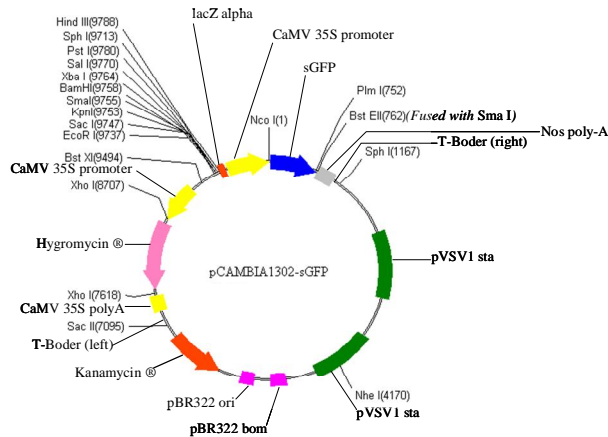 lacZ alpha
CaMV 35S promoter
sGFP
Hind III(9788)
Sph I(9713)
Pst I(9780)
Sal I(9770)
Xba I (9764)
BamHI(9758)
SmaI(9755)
KpnI(9753)
Sac I(9747)
EcoR I(9737)
Bst XI(9494)
CaMV 35S promoter
Xho I(8707)
Hygromycin ®
Xho I(7618)
CaMV 35S polyA
Sac II(7095)
T-Boder (left)
Kanamycin ®
pBR322 ori
pBR322 bom
Nco I(1)
Plm I(752)
Bst EII(762)(Fused with Sma I)
Nos poly-A
T-Boder (right)
Sph I(1167)
pVSV1 sta
Nhe I(4170)
pVSV1 sta
pCAMBIA1302-sGFP